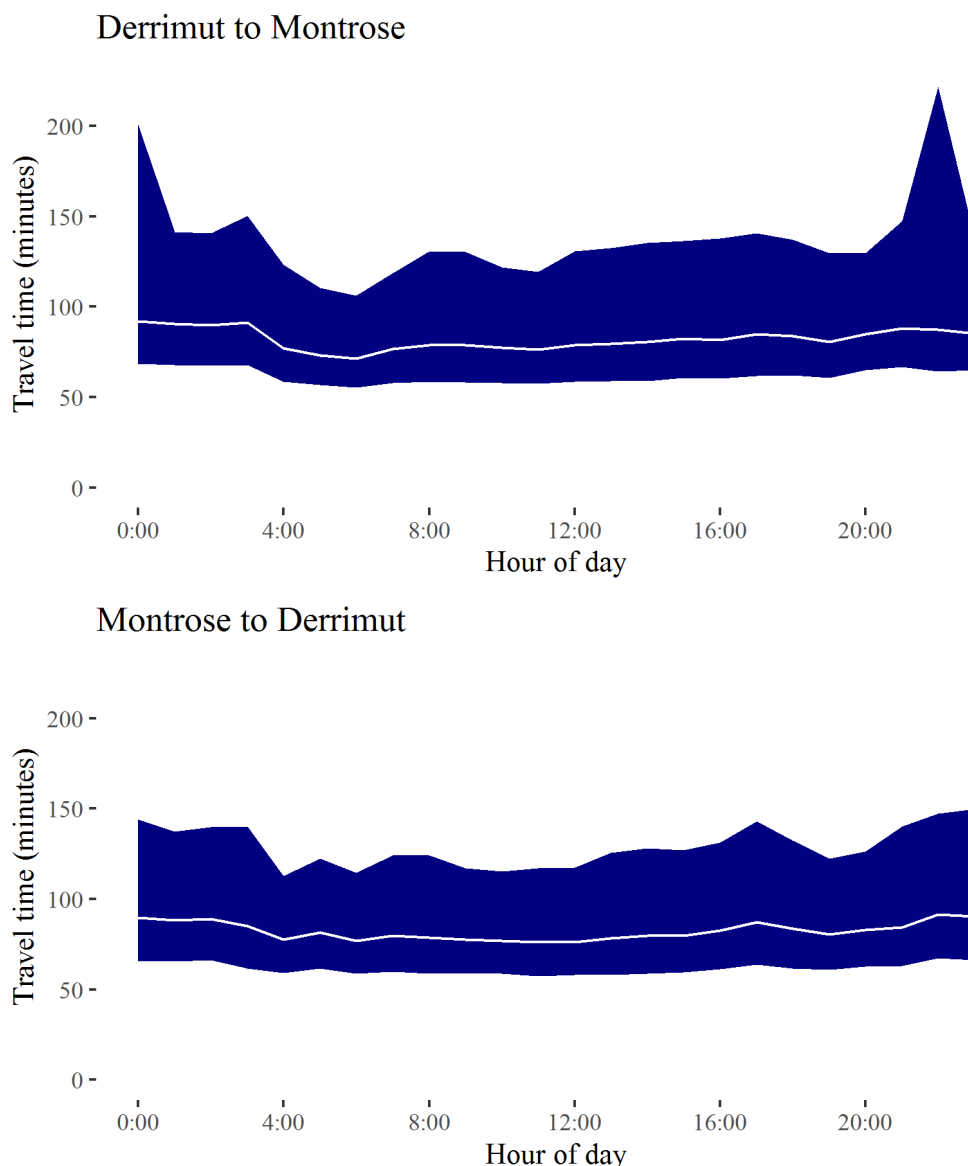 Derrimut to Montrose
Travel time (minutes)
200
150
100
50
0
0:00 4:00 8:00 12:00 16:00 20:00
Hour of day
Montrose to Derrimut
Travel time (minutes)
200
150
100
50
0
0:00 4:00 8:00 12:00 16:00 20:00
Hour of day